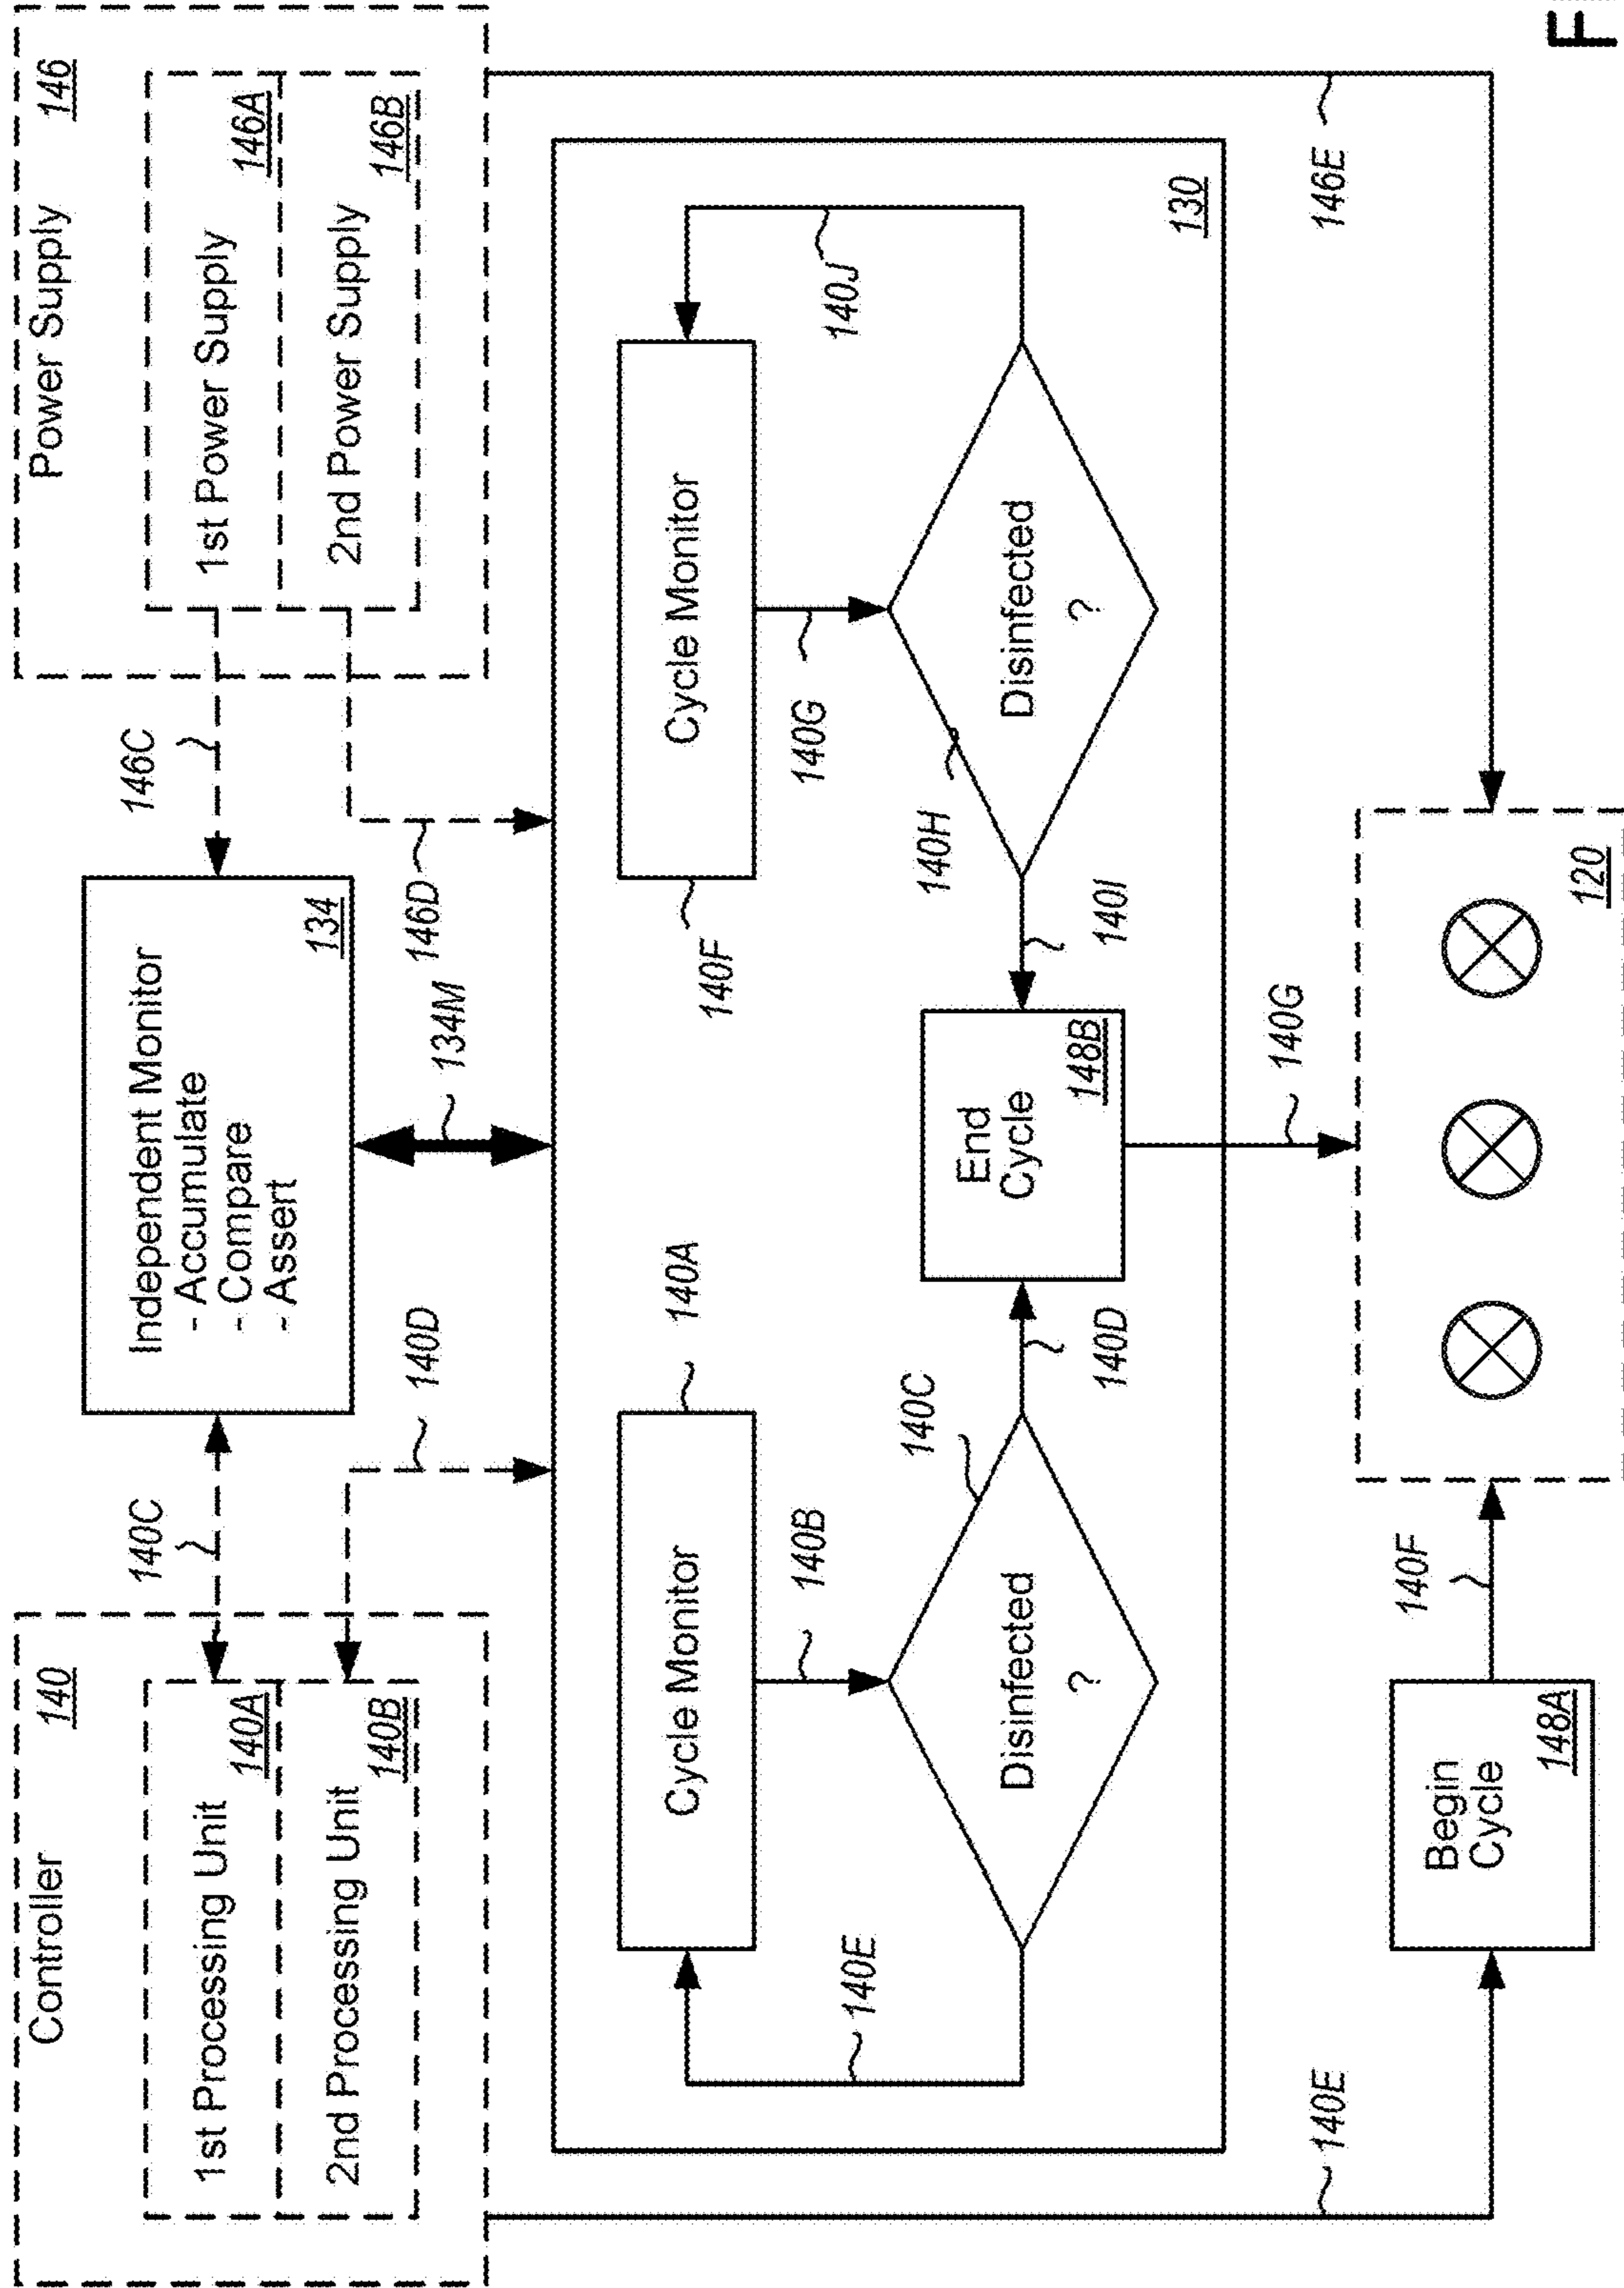 Controller 140
1st Processing Unit 140A
2nd Processing Unit 140B
140C
Independent Monitor
- Accumulate
- Compare
- Assert
134
146C
Power Supply 146
1st Power Supply 146A
2nd Power Supply 146B
140D
134M
146D
Cycle Monitor
140A
140B
140E
Disinfected
?
140C
140D
End
Cycle
148B
Cycle Monitor
140F
140G
140J
Disinfected
?
140H
140I
130
140E
Begin
Cycle
148A
140F
140G
120
146E
F